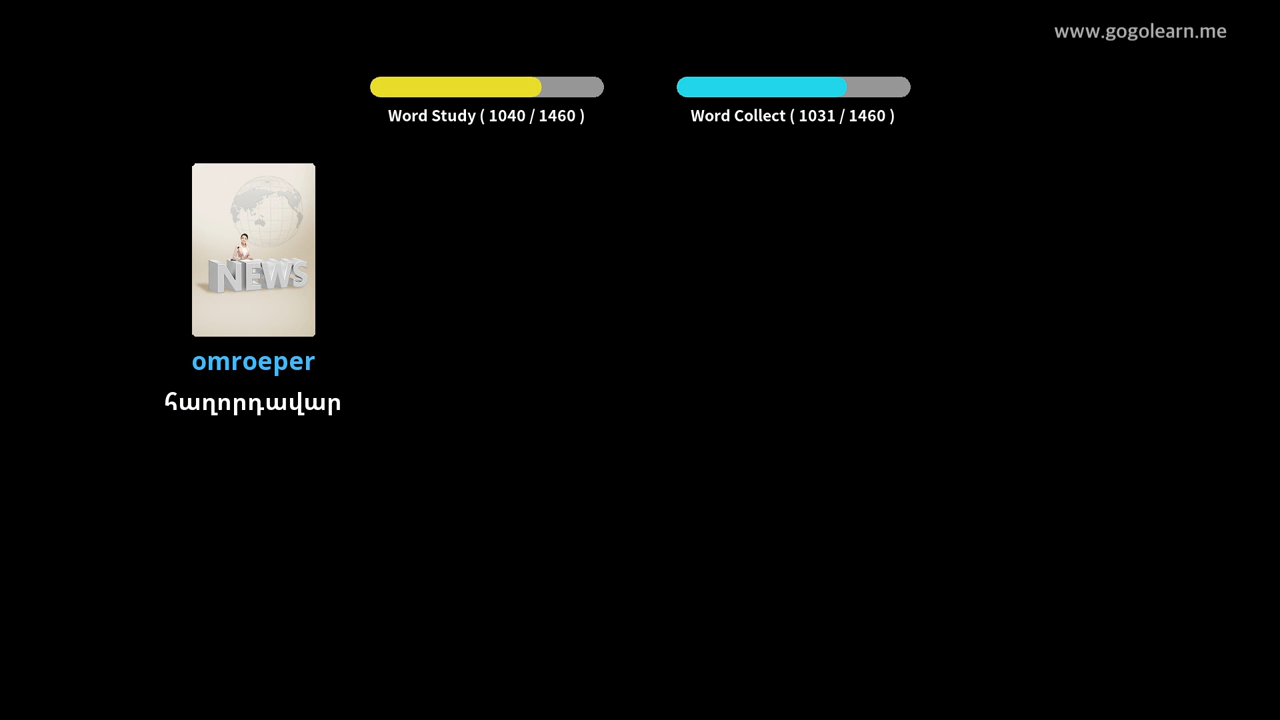 www.gogolearn.me
Word Study ( 1040 / 1460 )
Word Collect ( 1031 / 1460 )
NEWS
omroeper
հաղորդավար